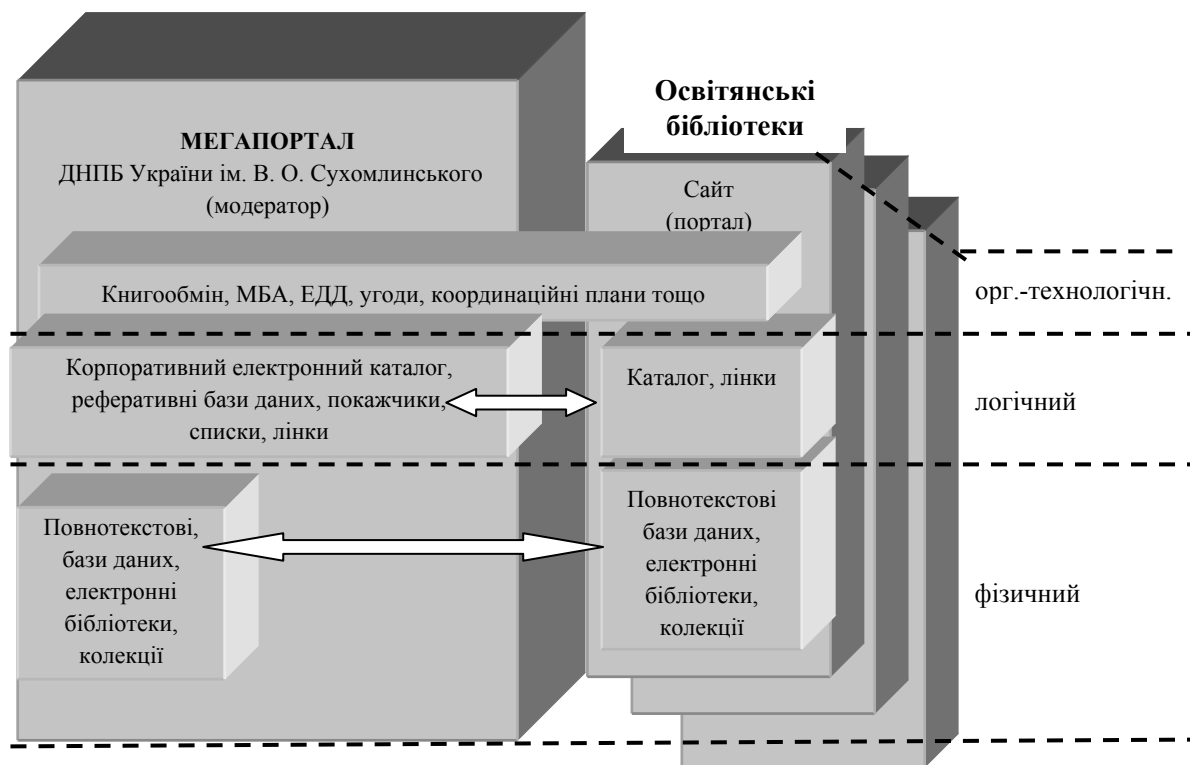 МЕГАПОРТАЛ
ДНПБ України ім. В. О. Сухомлинського
(модератор)
Освітянські
бібліотеки
Сайт
(портал)
Книгообмін, МБА, ЕДД, угоди, координаційні плани тощо
орг.-технологічн.
Корпоративний електронний каталог,
реферативні бази даних, покажчики,
списки, лінки
Каталог, лінки
логічний
Повнотекстові,
бази даних,
електронні
бібліотеки,
колекції
Повнотекстові
бази даних,
електронні
бібліотеки,
колекції
фізичний